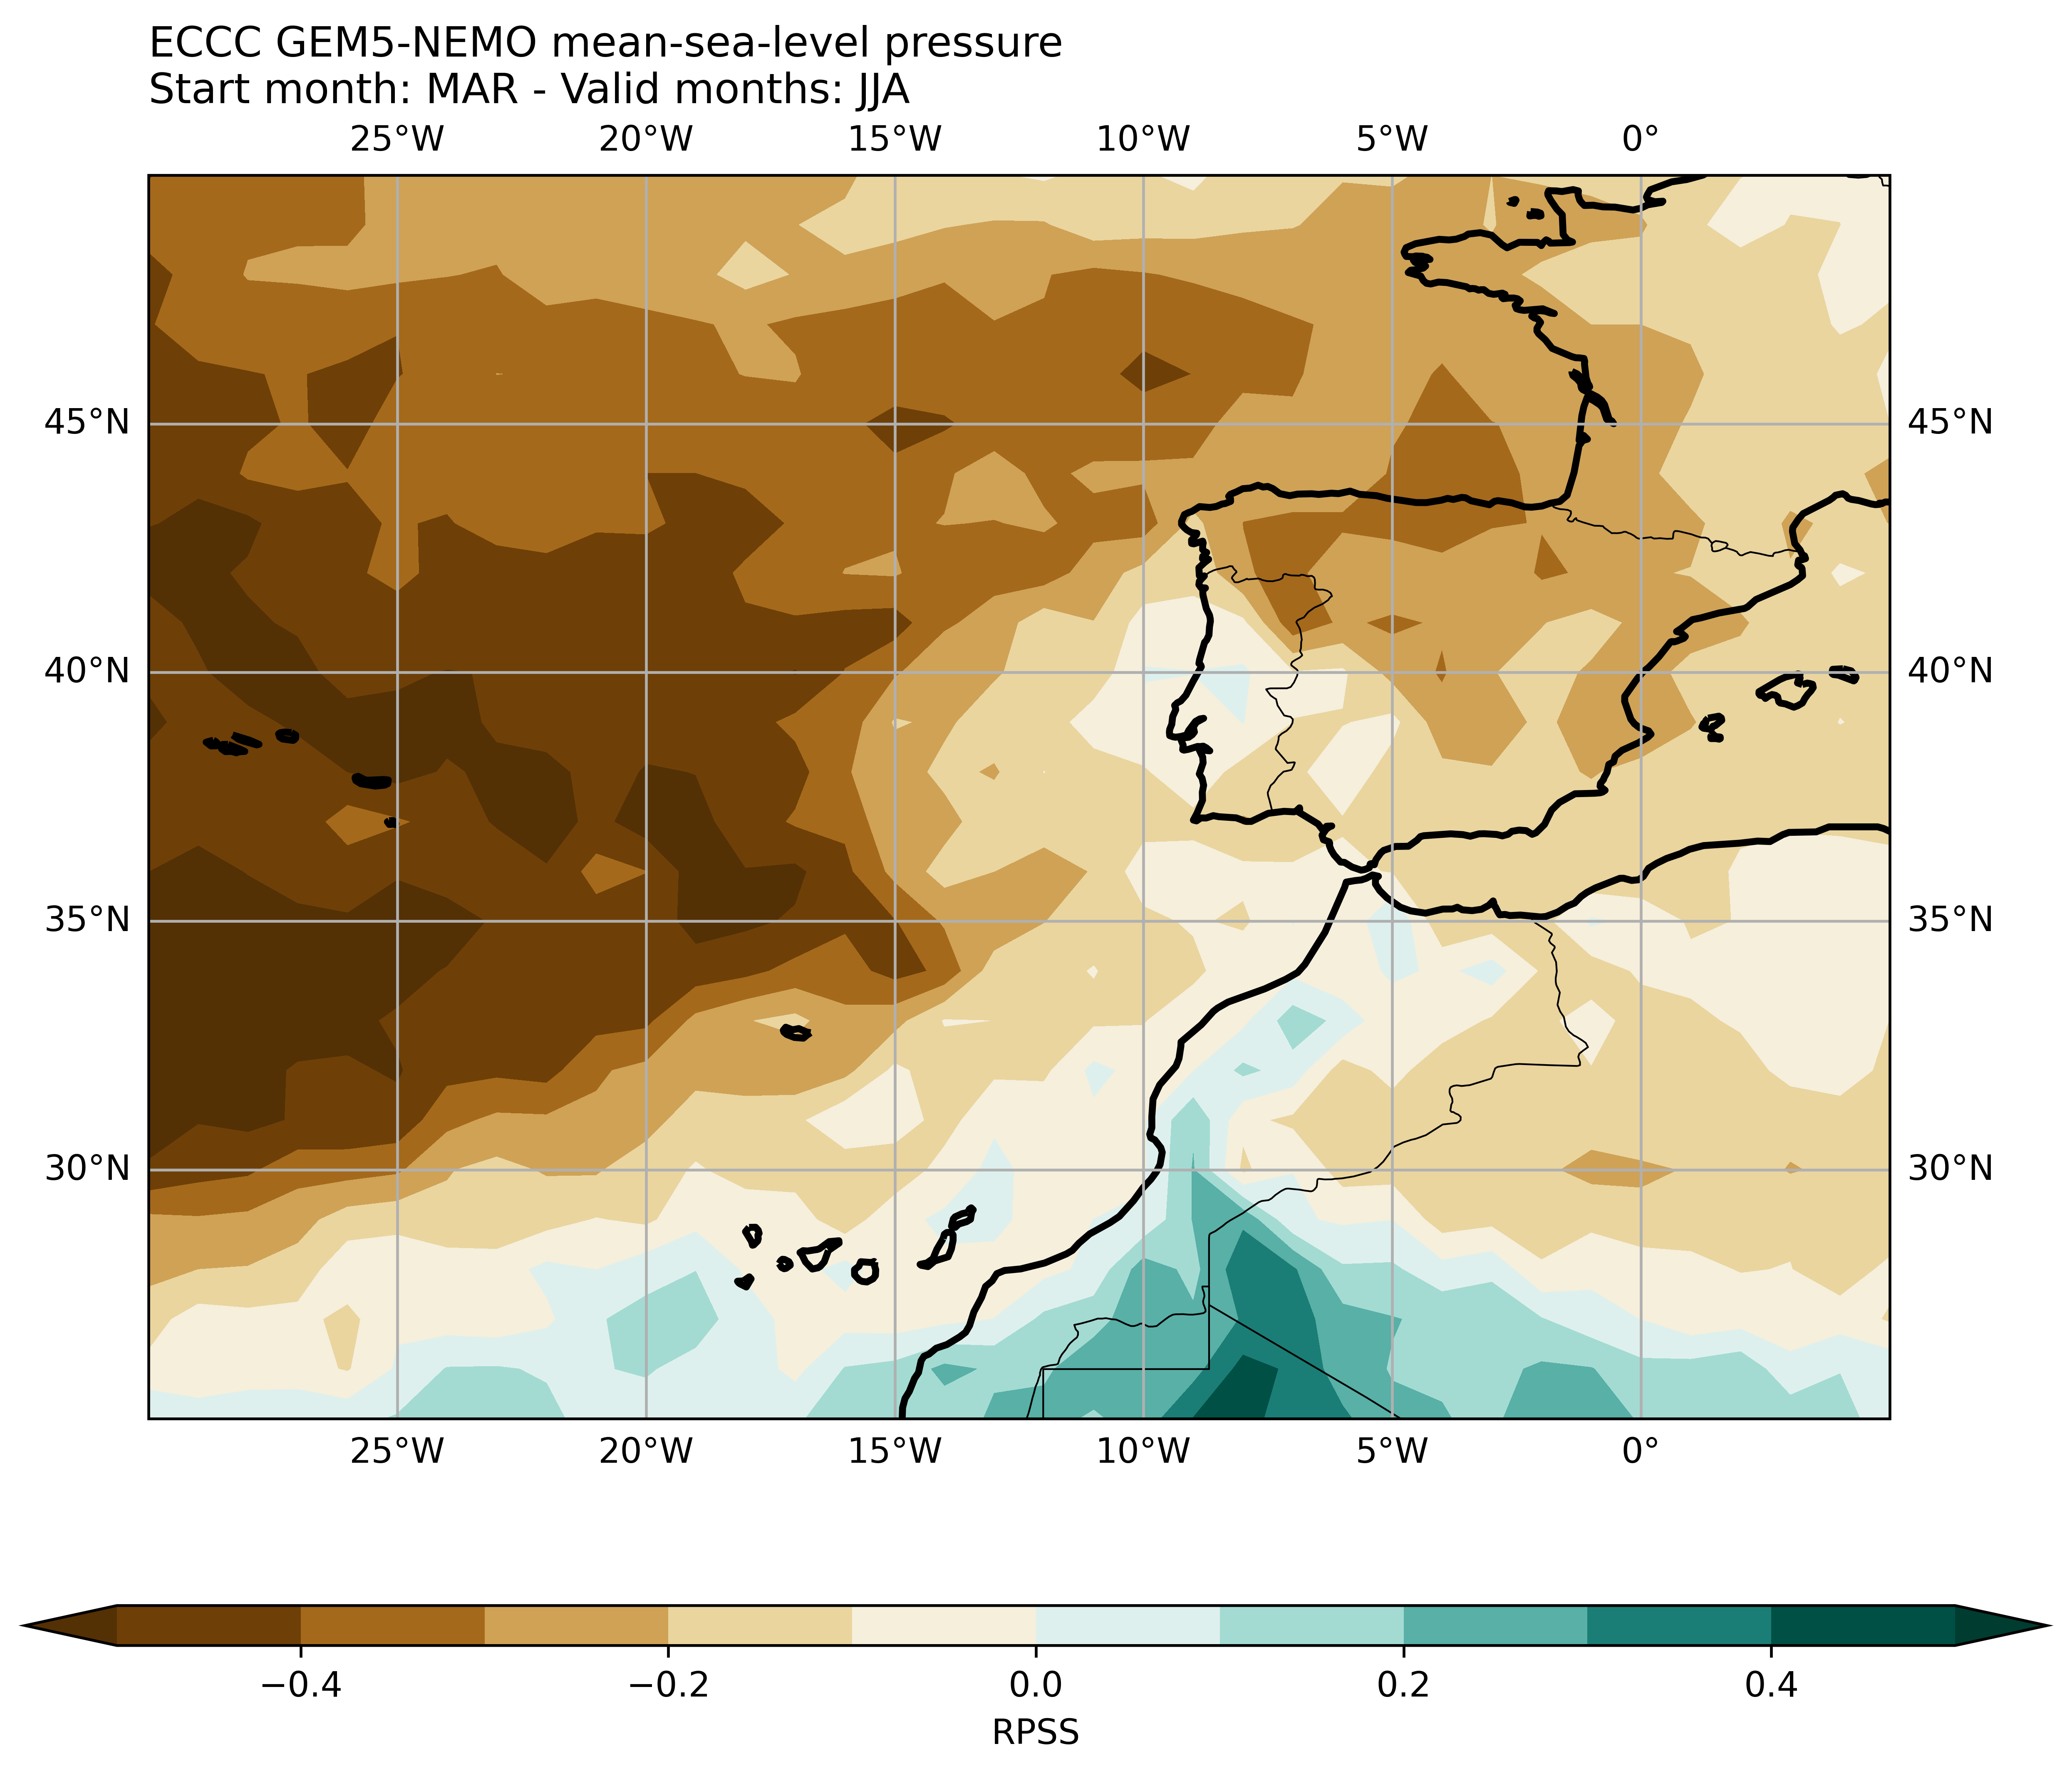 ECCC GEM5-NEMO mean-sea-level pressure
Start month: MAR - Valid months: JJA
25°W 20°W 15°W 10°W 5°W 0°
45°N 45°N
40°N 40°N
35°N 35°N
30°N 30°N
25°W 20°W 15°W 10°W 5°W 0°
−0.4 −0.2 0.0 0.2 0.4
RPSS